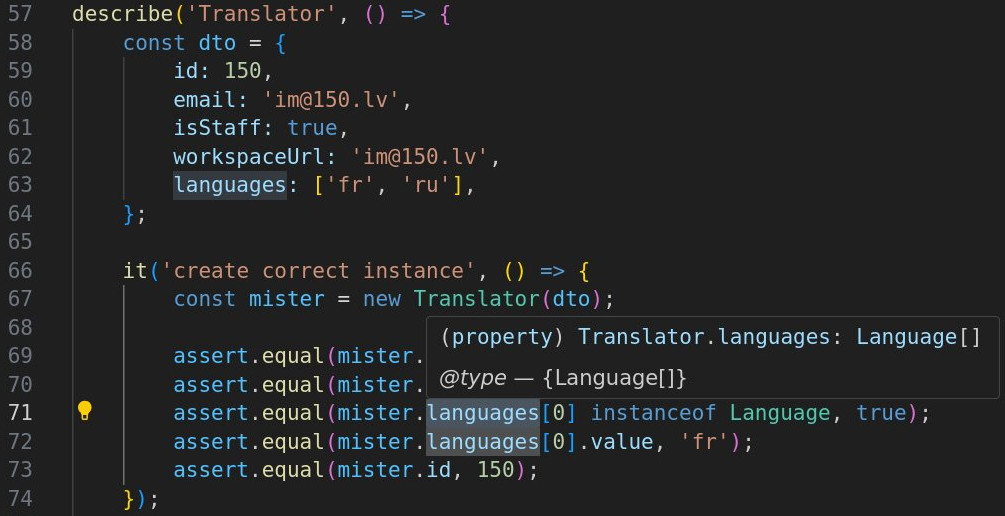 57 describe('Translator', () => {
58     const dto = {
59         id: 150,
60         email: 'im@150.lv',
61         isStaff: true,
62         workspaceUrl: 'im@150.lv',
63         languages: ['fr', 'ru'],
64     };
65
66     it('create correct instance', () => {
67         const mister = new Translator(dto);
68
(property) Translator.languages: Language[]
69         assert.equal(mister.
@type — {Language[]}
70         assert.equal(mister.
71         assert.equal(mister.languages[0] instanceof Language, true);
72         assert.equal(mister.languages[0].value, 'fr');
73         assert.equal(mister.id, 150);
74     });